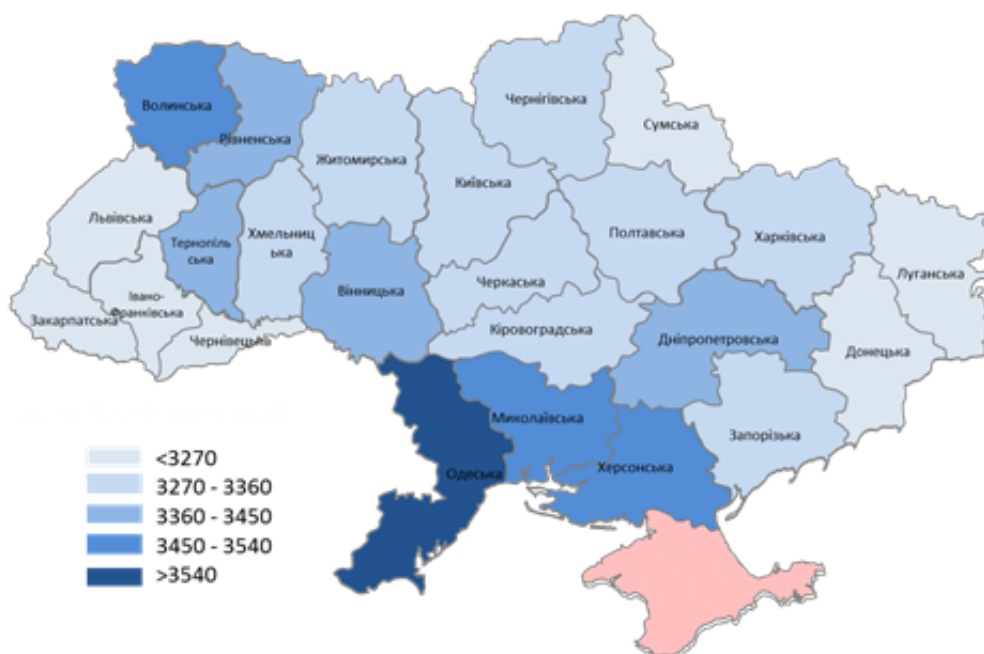 Волинська
Рівненська
Чернігівська
Сумська
Житомирська
Київська
Львівська
Тернопіль
ська
Хмельниц
ька
Полтавська
Харківська
Луганська
Вінницька
Черкаська
Івано-
Франківська
Закарпатська
Чернівецькій
Кіровоградська
Дніпропетровська
Донецька
Миколаївська
Запорізька
Одеська
Херсонська
<3270
3270 - 3360
3360 - 3450
3450 - 3540
>3540